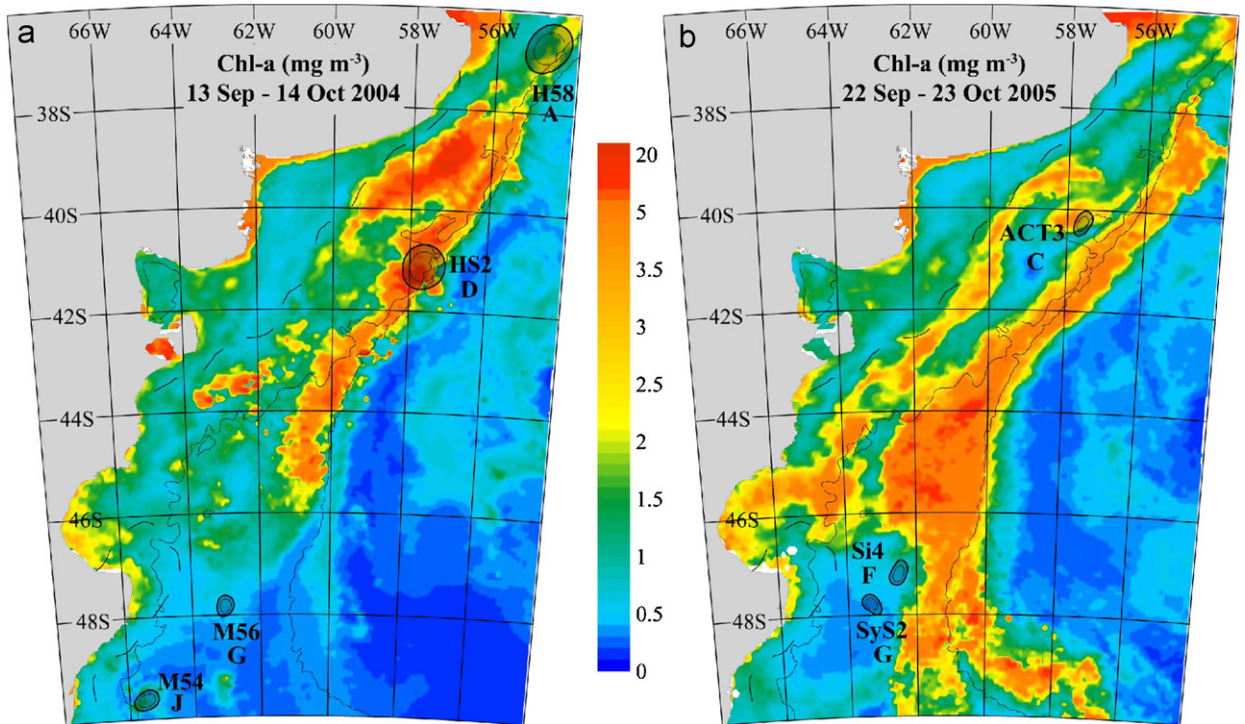 a
66W 64W 62W 60W 58W 56W
Chl-a (mg m-3)
13 Sep - 14 Oct 2004
H58
A
38S
40S
HS2
D
42S
44S
46S
M56
G
48S
M54
J
20
5
3.5
3
2.5
2
1.5
1
0.5
0
b
66W 64W 62W 60W 58W 56W
Chl-a (mg m-3)
22 Sep - 23 Oct 2005
38S
40S
ACT3
C
42S
44S
46S
Si4
F
48S
SyS2
G